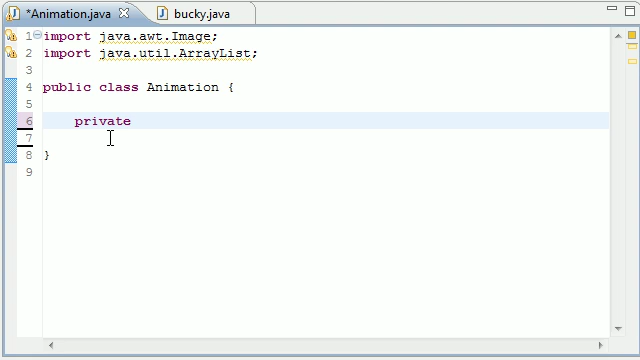 *Animation.java bucky.java
1 import java.awt.Image;
2 import java.util.ArrayList;
3
4 public class Animation {
5
6 private
7
8 }
9